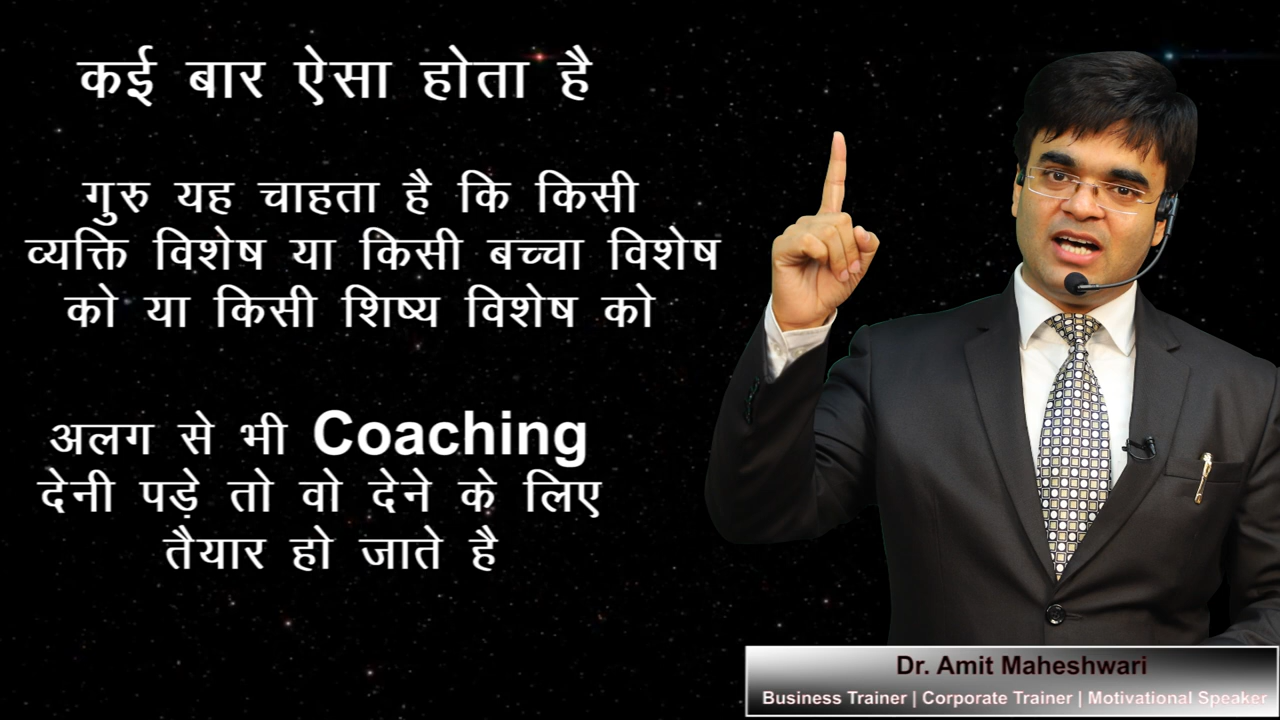 कई बार ऐसा होता है
गुरु यह चाहता है कि किसी
व्यक्ति विशेष या किसी बच्चा विशेष
को या किसी शिष्य विशेष को
अलग से भी Coaching
देनी पड़े तो वो देने के लिए
तैयार हो जाते है
Dr. Amit Maheshwari
Business Trainer | Corporate Trainer | Motivational Speaker